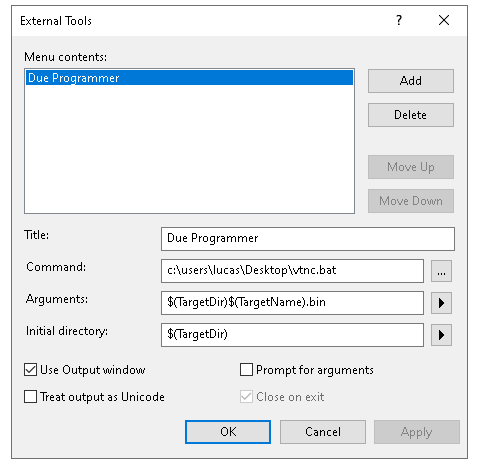 External Tools
?
Menu contents:
Due Programmer
Add
Delete
Move Up
Move Down
Title:
Due Programmer
Command:
c:\users\lucas\Desktop\vtnc.bat
...
Arguments:
$(TargetDir)$(TargetName).bin
Initial directory:
$(TargetDir)
Use Output window
Prompt for arguments
Treat output as Unicode
Close on exit
OK
Cancel
Apply